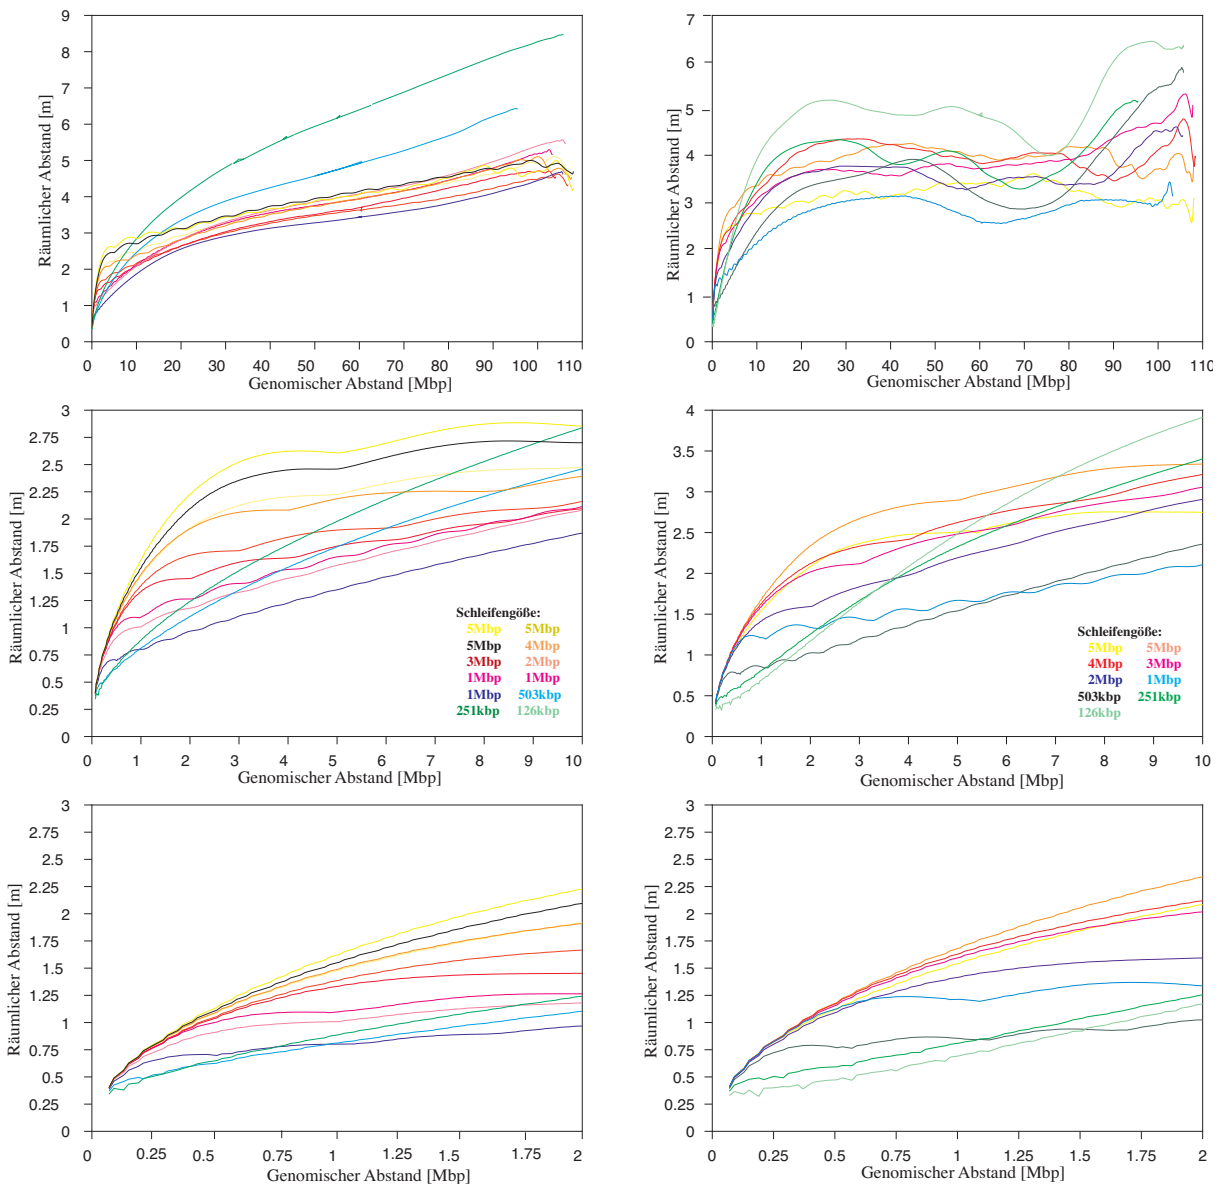 Räumlicher Abstand [m]
9
8
7
6
5
4
3
2
1
0
0 10 20 30 40 50 60 70 80 90 100 110
Genomischer Abstand [Mbp]
Räumlicher Abstand [m]
7
6
5
4
3
2
1
0
0 10 20 30 40 50 60 70 80 90 100 110
Genomischer Abstand [Mbp]
Räumlicher Abstand [m]
3
2.75
2.5
2.25
2
1.75
1.5
1.25
1
0.75
0.5
0.25
0
Schleifengöße:
5Mbp 5Mbp
5Mbp 4Mbp
3Mbp 2Mbp
1Mbp 1Mbp
1Mbp 503kbp
251kbp 126kbp
0 1 2 3 4 5 6 7 8 9 10
Genomischer Abstand [Mbp]
Räumlicher Abstand [m]
4
3.5
3
2.5
2
1.5
1
0.5
0
Schleifengöße:
5Mbp 5Mbp
4Mbp 3Mbp
2Mbp 1Mbp
503kbp 251kbp
126kbp
0 1 2 3 4 5 6 7 8 9 10
Genomischer Abstand [Mbp]
Räumlicher Abstand [m]
3
2.75
2.5
2.25
2
1.75
1.5
1.25
1
0.75
0.5
0.25
0
0 0.25 0.5 0.75 1 1.25 1.5 1.75 2
Genomischer Abstand [Mbp]
Räumlicher Abstand [m]
3
2.75
2.5
2.25
2
1.75
1.5
1.25
1
0.75
0.5
0.25
0
0 0.25 0.5 0.75 1 1.25 1.5 1.75 2
Genomischer Abstand [Mbp]